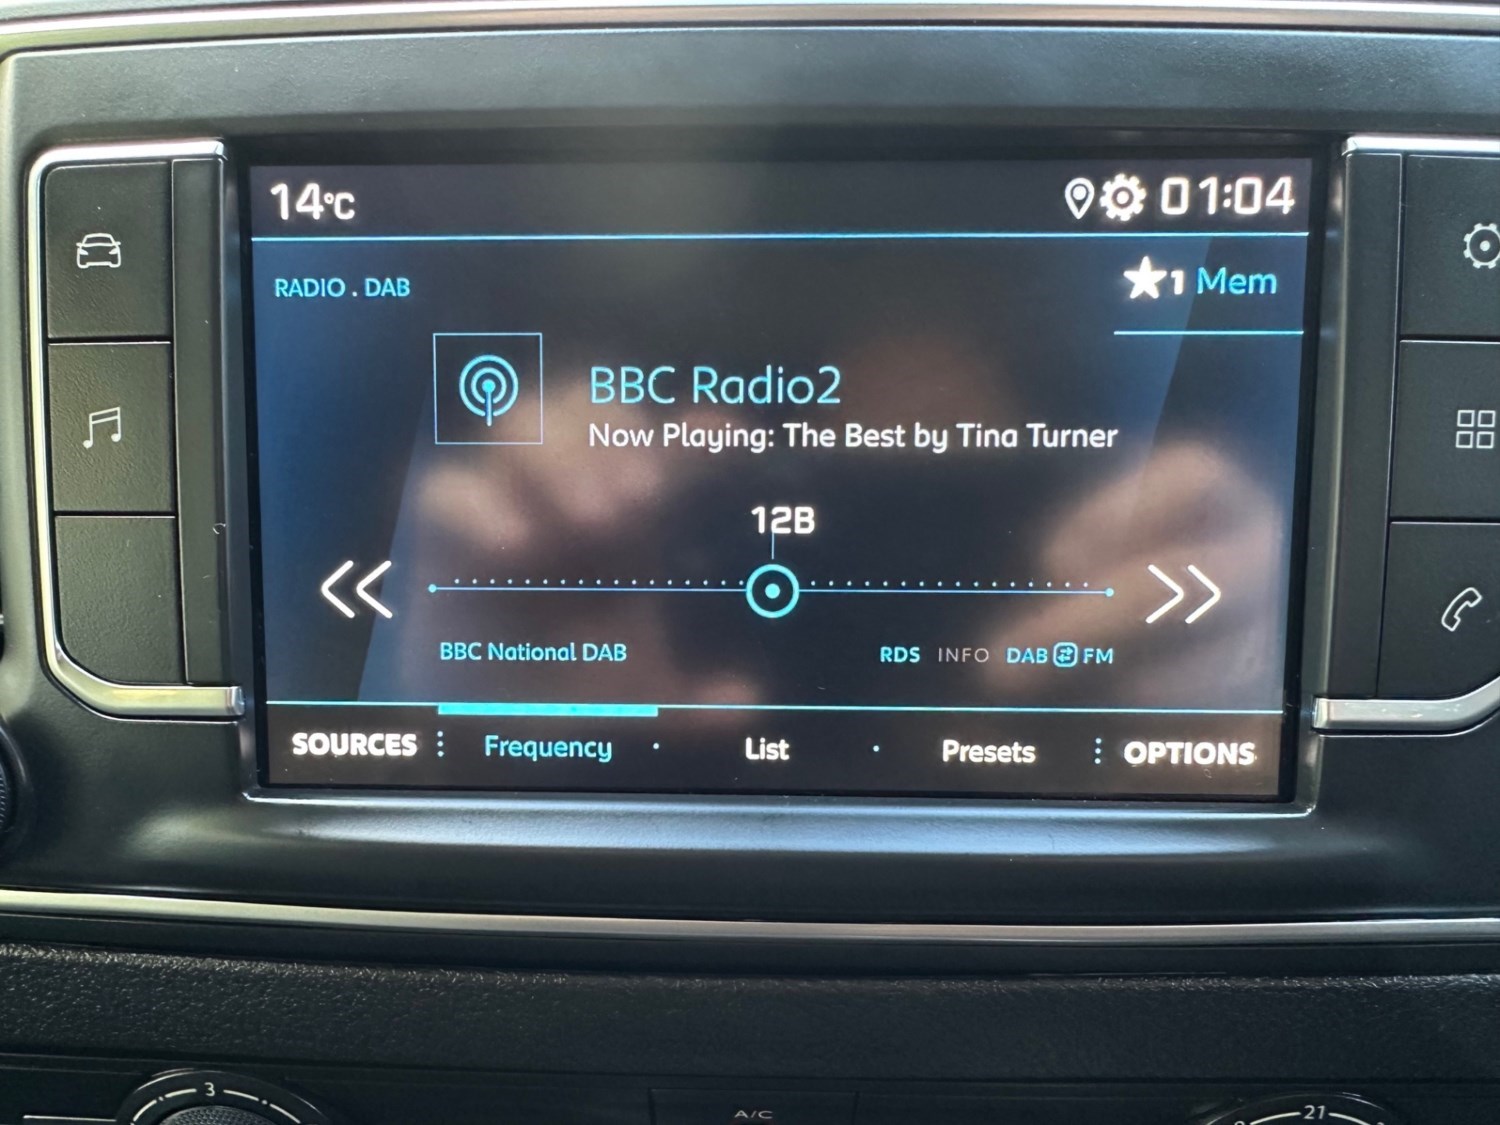 14°C 01:04
RADIO . DAB
1 Mem
BBC Radio2
Now Playing: The Best by Tina Turner
12B
BBC National DAB RDS INFO DAB FM
SOURCES Frequency List Presets OPTIONS
3 A/C 21